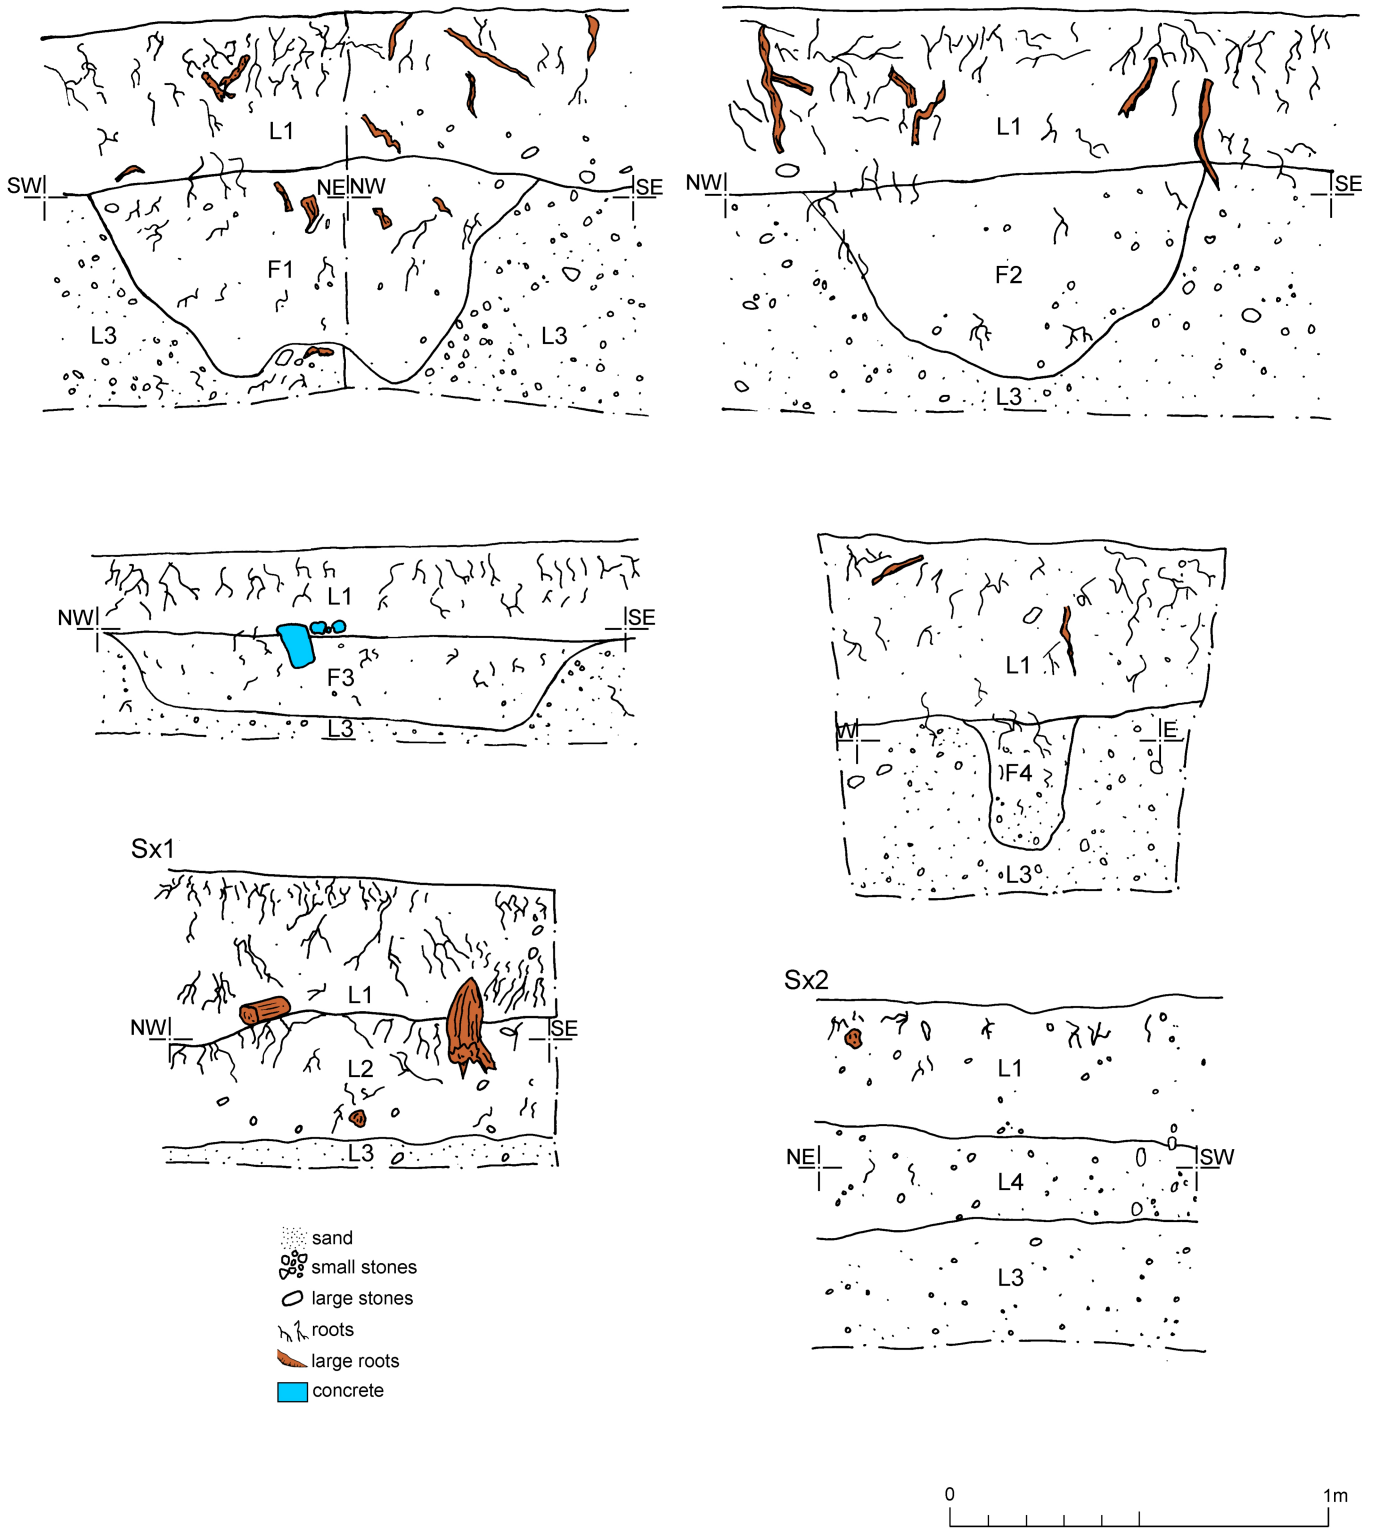 L1
SW
NE NW
SE
F1
L3
L3
L1
NW
SE
F2
L3
L1
NW
SE
F3
L3
L1
W
E
F4
L3
Sx1
L1
NW
SE
L2
L3
Sx2
L1
NE
SW
L4
L3
sand
small stones
large stones
roots
large roots
concrete
0
1m